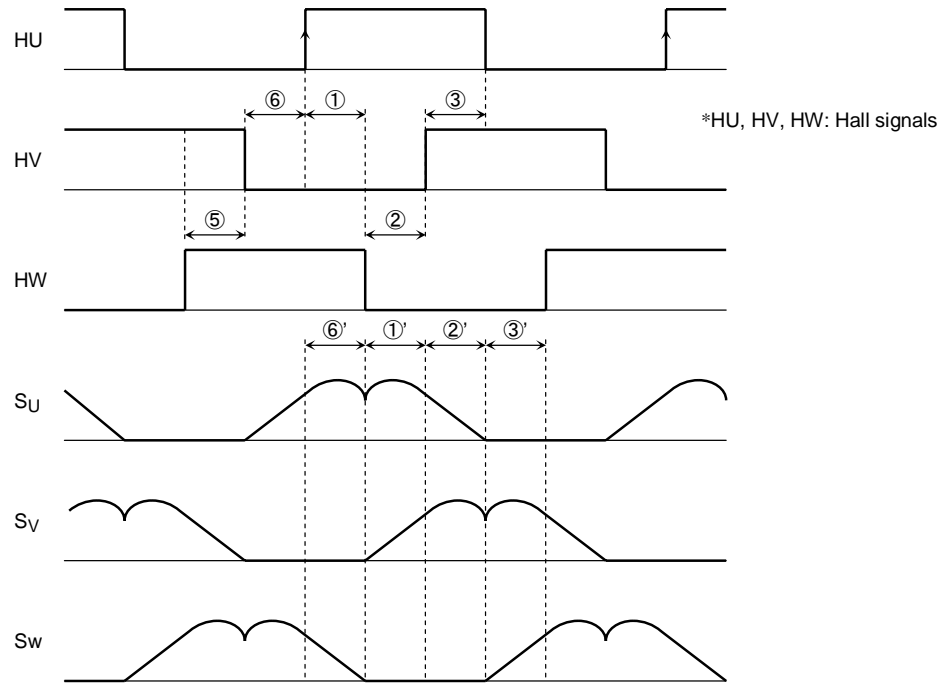 HU
⑥ ① ③
*HU, HV, HW: Hall signals
HV
⑤ ②
HW
⑥’ ①’ ②’ ③’
SU
SV
Sw